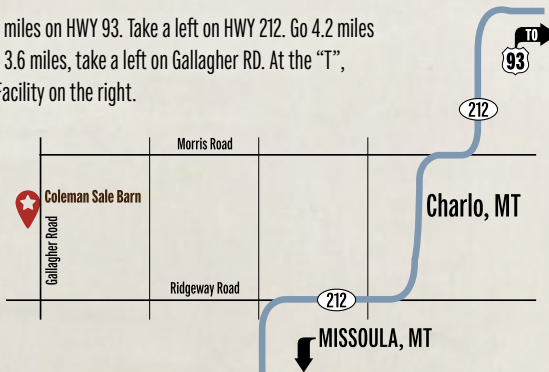 miles on HWY 93. Take a left on HWY 212. Go 4.2 miles
3.6 miles, take a left on Gallagher RD. At the “T”,
Facility on the right.
TO
93
212
Morris Road
Coleman Sale Barn
Gallagher Road
Charlo, MT
Ridgeway Road
212
MISSOULA, MT